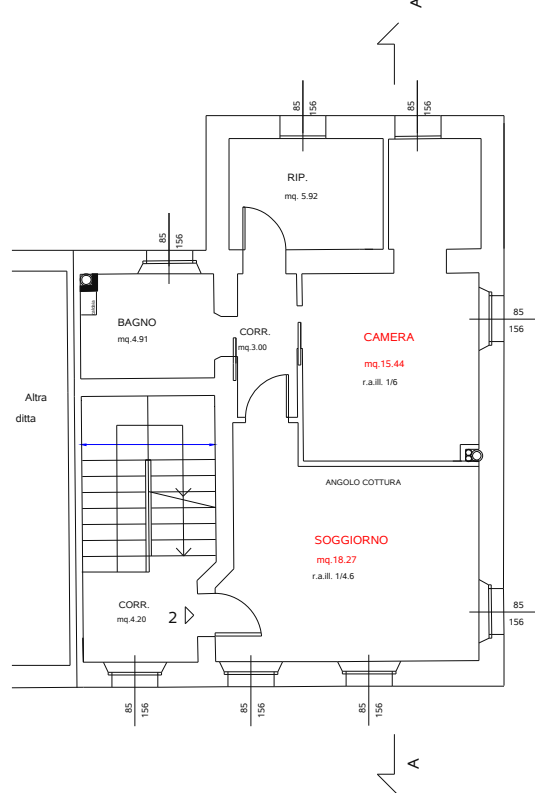 A
85
156
85
156
RIP.
mq. 5.92
85
156
BAGNO
mq.4.91
CORR.
mq.3.00
CAMERA
mq.15.44
r.a.ill. 1/6
85
156
Altra
ditta
ANGOLO COTTURA
SOGGIORNO
mq.18.27
r.a.ill. 1/4.6
CORR.
mq.4.20
2
85
156
85
156
85
156
85
156
A